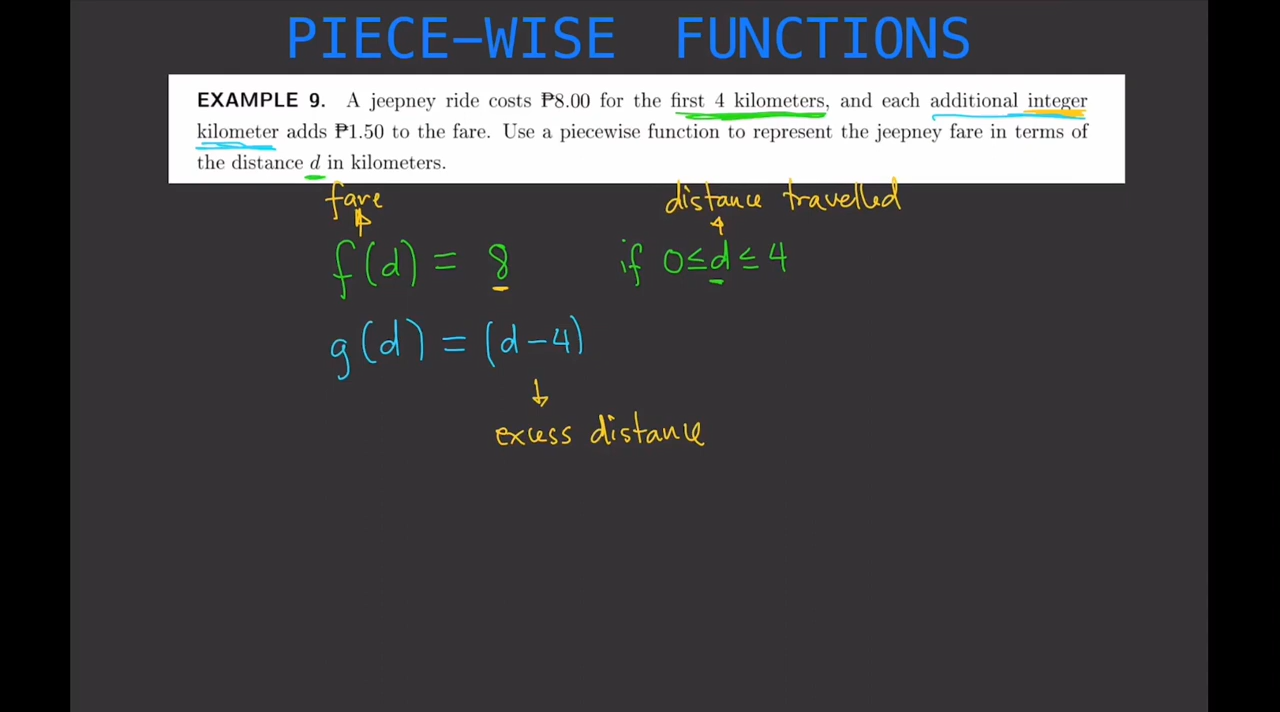 PIECE-WISE FUNCTIONS
EXAMPLE 9. A jeepney ride costs ₱8.00 for the first 4 kilometers, and each additional integer
kilometer adds ₱1.50 to the fare. Use a piecewise function to represent the jeepney fare in terms of
the distance d in kilometers.
fare distance travelled
f(d) = 8 if 0≤d≤4
g(d) = (d-4)
excess distance